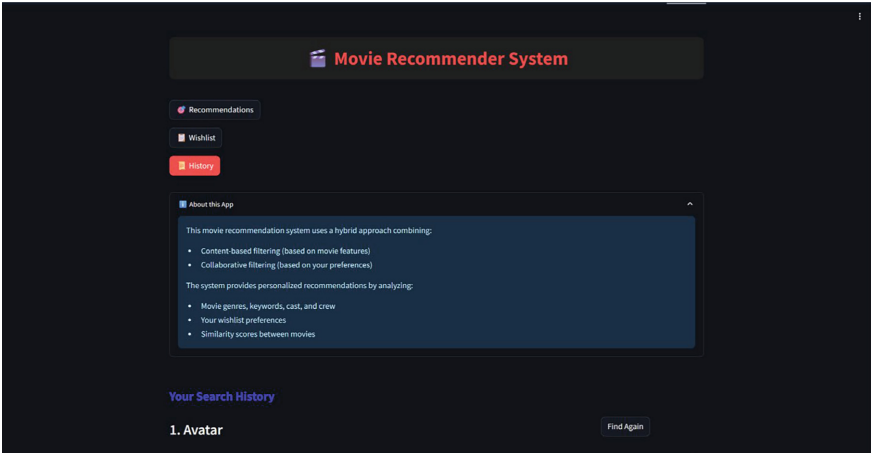 Movie Recommender System
Recommendations
Wishlist
History
About this App
This movie recommendation system uses a hybrid approach combining:
• Content-based filtering (based on movie features)
• Collaborative filtering (based on your preferences)
The system provides personalized recommendations by analyzing:
• Movie genres, keywords, cast, and crew
• Your wishlist preferences
• Similarity scores between movies
Your Search History
1. Avatar
Find Again